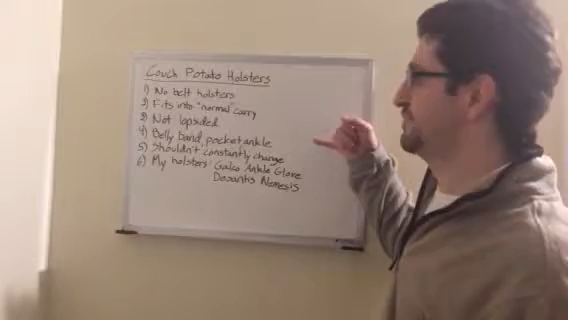 Couch Potato Holsters
1) No belt holsters
2) Fits into "normal" carry
3) Not lopsided
4) Belly band, pocket, ankle
5) Shouldn't constantly change
6) My holsters: Galco Ankle Glove
Desantis Nemesis